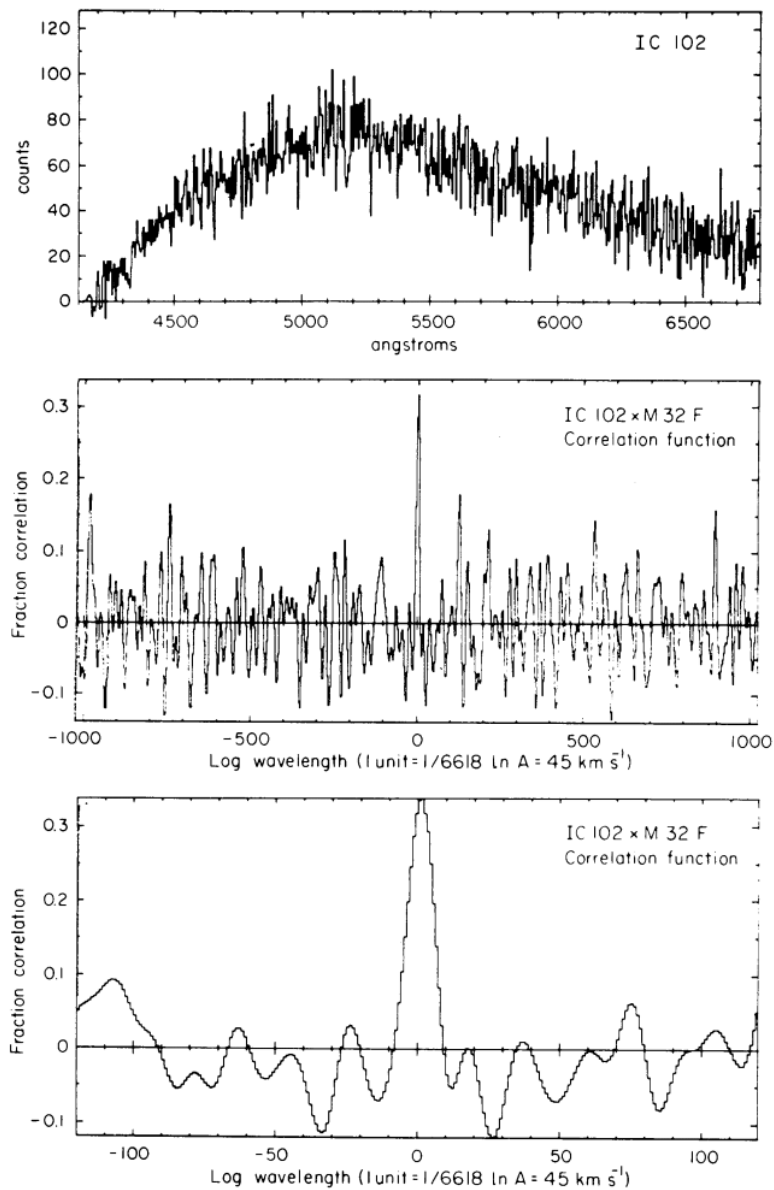 120
100
80
60
40
20
0
counts
IC 102
4500 5000 5500 6000 6500
angstroms
0.3
0.2
0.1
0
-0.1
Fraction correlation
IC 102 × M 32 F
Correlation function
-1000 -500 0 500 1000
Log wavelength (1 unit = 1/6618 ln A = 45 km s⁻¹)
0.3
0.2
0.1
0
-0.1
Fraction correlation
IC 102 × M 32 F
Correlation function
-100 -50 0 50 100
Log wavelength (1 unit = 1/6618 ln A = 45 km s⁻¹)